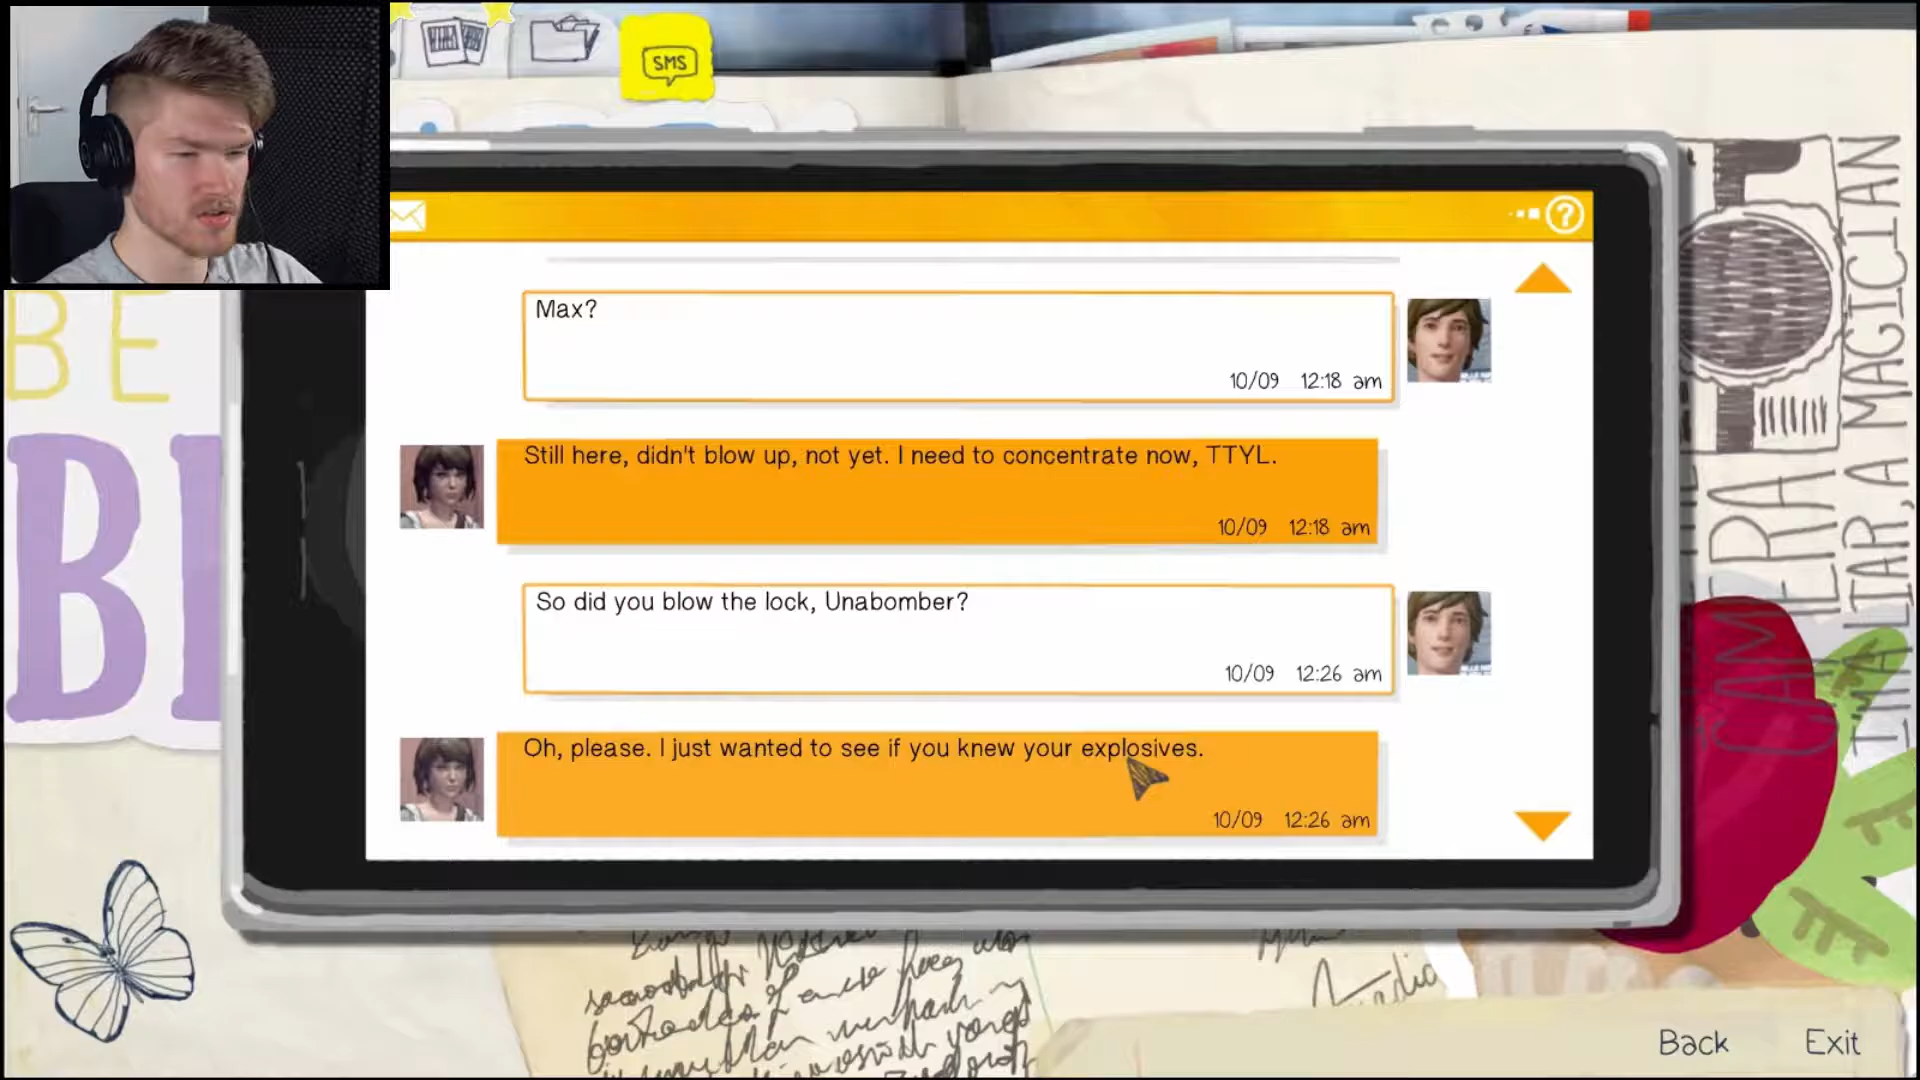 SMS
Max?
10/09 12:18 am
Still here, didn't blow up, not yet. I need to concentrate now, TTYL.
10/09 12:18 am
So did you blow the lock, Unabomber?
10/09 12:26 am
Oh, please. I just wanted to see if you knew your explosives.
10/09 12:26 am
BE
CAMERA
LIAR, A MAGICIAN
Back Exit